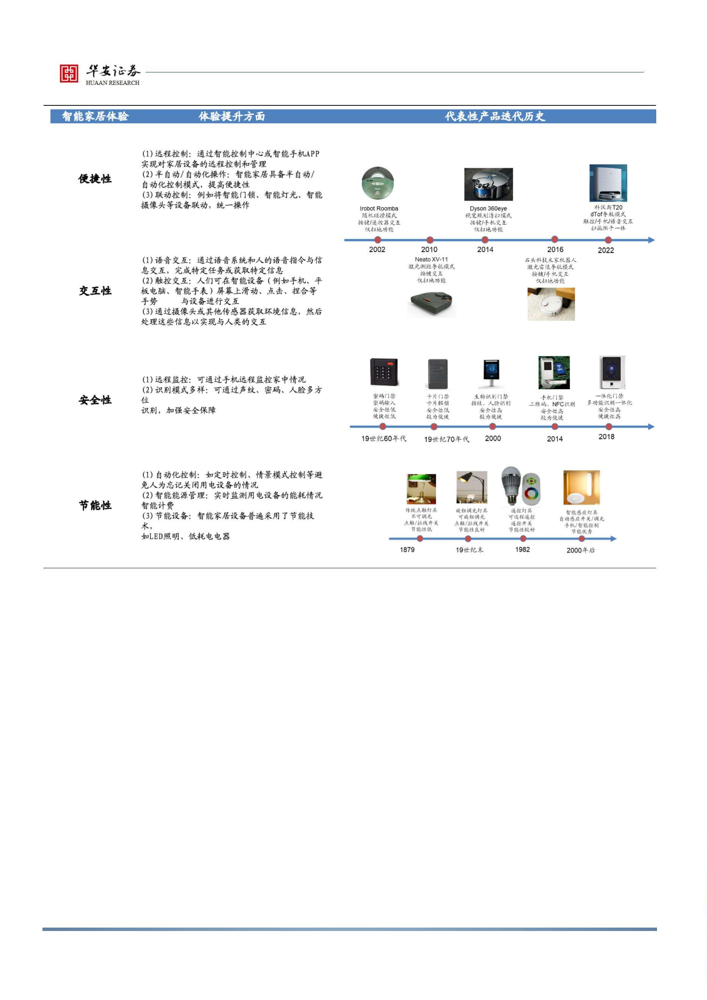 华安证券
HUAAN RESEARCH
智能家居体验 体验提升方面 代表性产品迭代历史
便捷性
(1)远程控制：通过智能控制中心或智能手机APP
实现对家居设备的远程控制和管理
(2)半自动/自动化操作：智能家居具备半自动/
自动化控制模式，提高便捷性
(3)联动控制：例如将智能门锁、智能灯光、智能
摄像头等设备联动，统一操作
Irobot Roomba
随机碰撞模式
按键/遥控器交互
仅扫地功能
Dyson 360eye
视觉规划清扫模式
按键/手机交互
仅扫地功能
科沃斯T20
dTof导航模式
触控/手机/语音交互
扫拖烘干一体
2002 2010 2014 2016 2022
Neato XV-11
激光测距导航模式
按键交互
仅扫地功能
石头科技米家机器人
激光雷达导航模式
按键/手机交互
仅扫地功能
交互性
(1)语音交互：通过语音系统和人的语音指令与信
息交互，完成特定任务或获取特定信息
(2)触控交互：人们可在智能设备（例如手机、平
板电脑、智能手表）屏幕上滑动、点击、捏合等
手势 与设备进行交互
(3)通过摄像头或其他传感器获取环境信息，然后
处理这些信息以实现与人类的交互
安全性
(1)远程监控：可通过手机远程监控家中情况
(2)识别模式多样：可通过声纹、密码、人脸多方
位
识别，加强安全保障
HID
NFC
密码门禁
密码输入
安全性低
便捷性低
卡片门禁
卡片解锁
安全性低
较为便捷
生物识别门禁
指纹、人脸识别
安全性高
较为便捷
手机门禁
二维码、NFC识别
安全性高
较为便捷
一体化门禁
多功能识别一体化
安全性高
便捷性高
19世纪60年代 19世纪70年代 2000 2014 2018
节能性
(1)自动化控制：如定时控制、情景模式控制等避
免人为忘记关闭用电设备的情况
(2)智能能源管理：实时监测用电设备的能耗情况
智能计费
(3)节能设备：智能家居设备普遍采用了节能技
术，
如LED照明、低耗电电器
传统点触灯具
不可调光
点触/拉线开关
节能性低
旋钮调光灯具
可旋钮调光
点触/拉线开关
节能性良好
遥控灯具
可远程遥控
遥控开关
节能性较好
智能感应灯具
自动感应开关/调光
手机/智能控制
节能优秀
1879 19世纪末 1982 2000年后